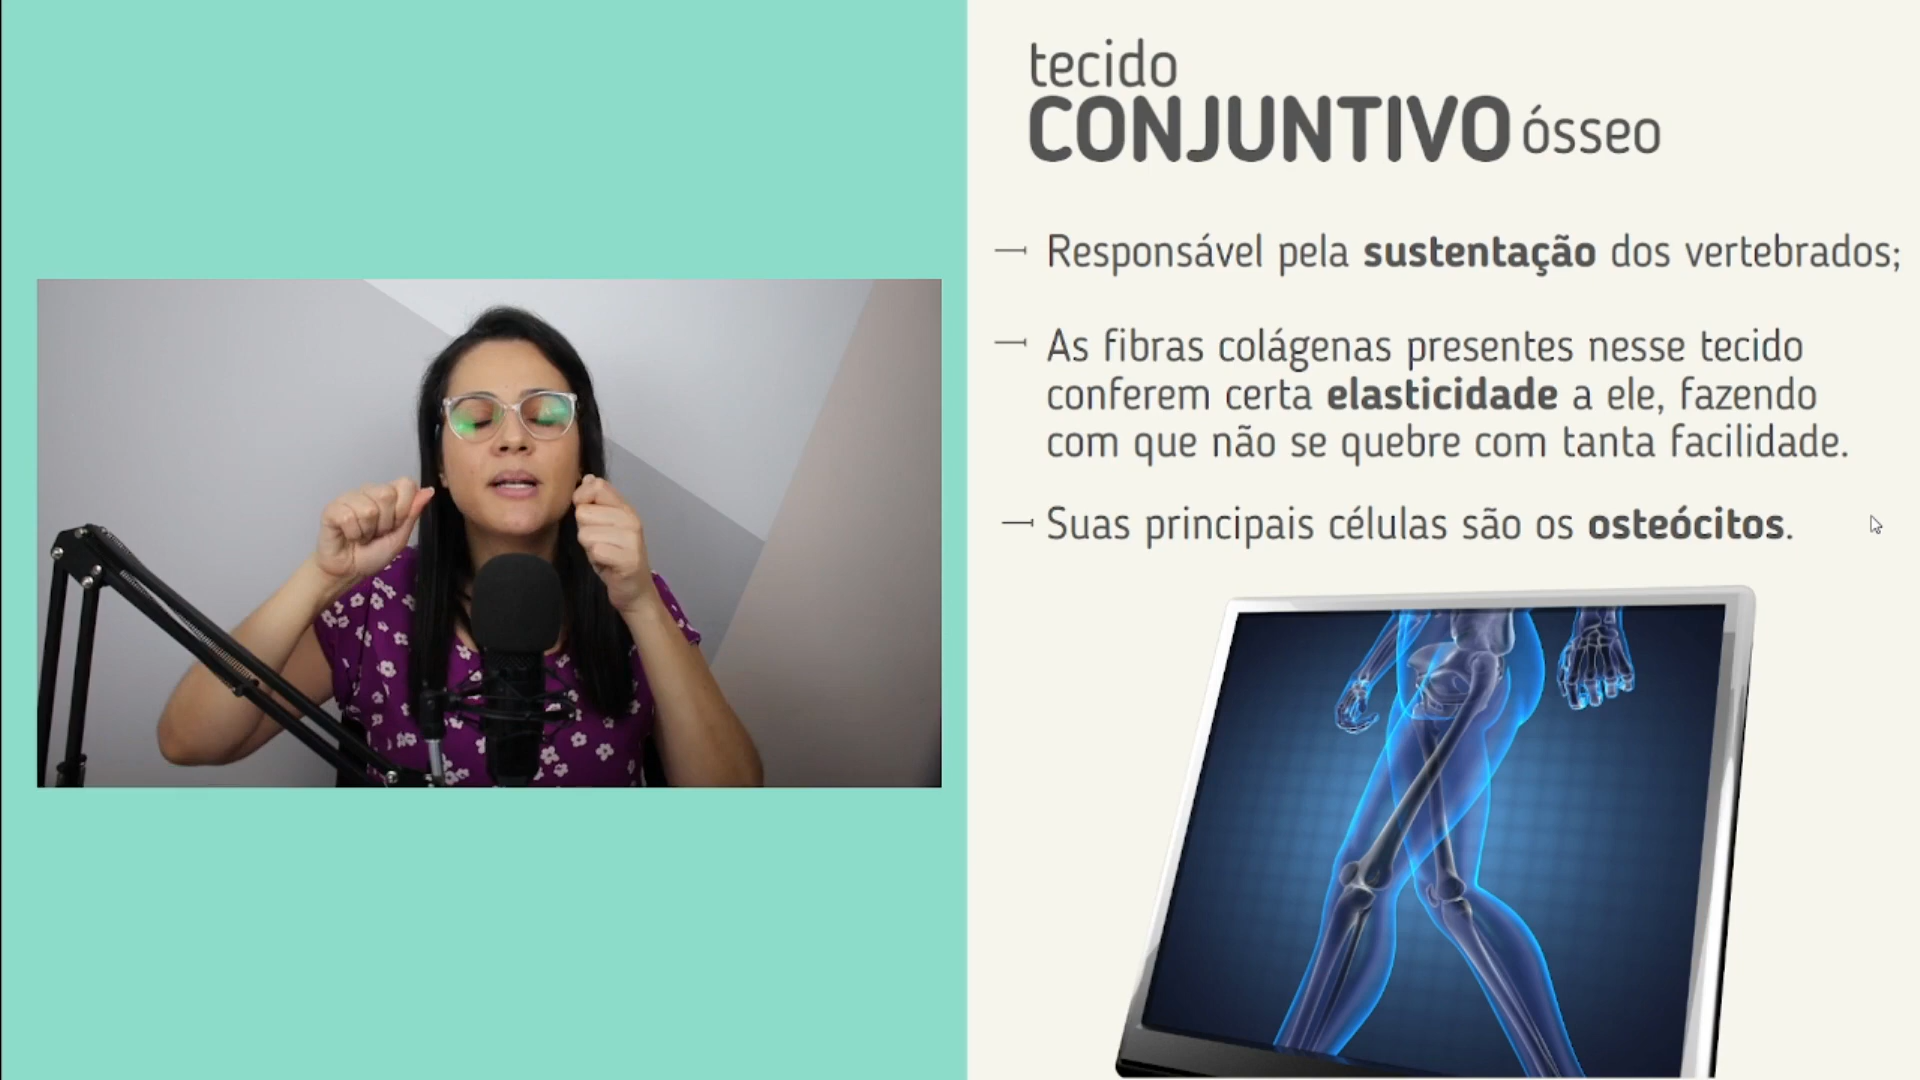 tecido
CONJUNTIVO ósseo
Responsável pela sustentação dos vertebrados;
As fibras colágenas presentes nesse tecido
conferem certa elasticidade a ele, fazendo
com que não se quebre com tanta facilidade.
Suas principais células são os osteócitos.